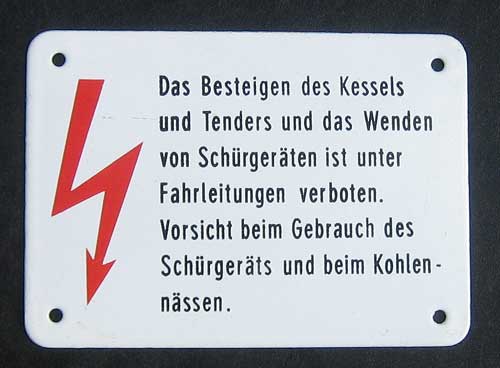 Das Besteigen des Kessels
und Tenders und das Wenden
von Schürgeräten ist unter
Fahrleitungen verboten.
Vorsicht beim Gebrauch des
Schürgeräts und beim Kohlen-
nässen.